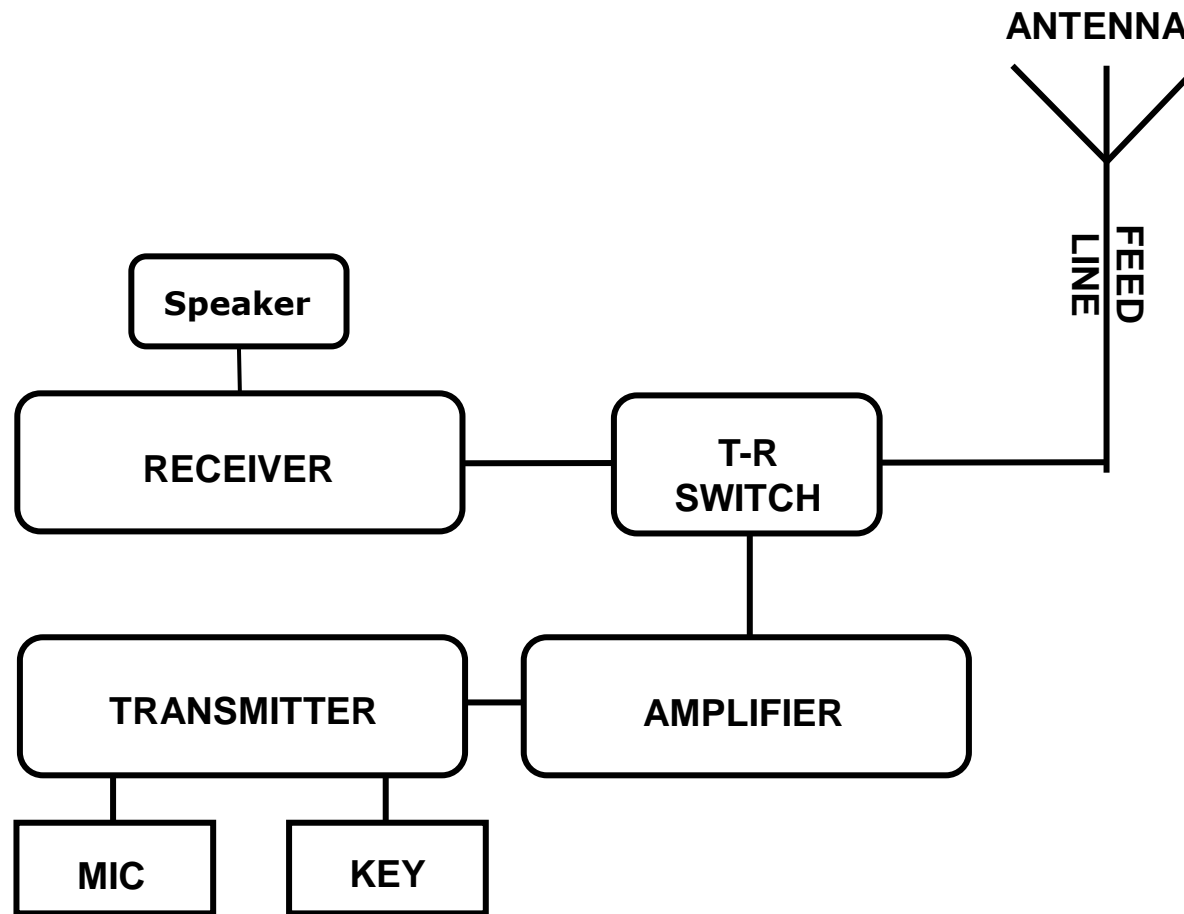 ANTENNA
FEED
LINE
Speaker
RECEIVER
T-R
SWITCH
TRANSMITTER
AMPLIFIER
MIC
KEY